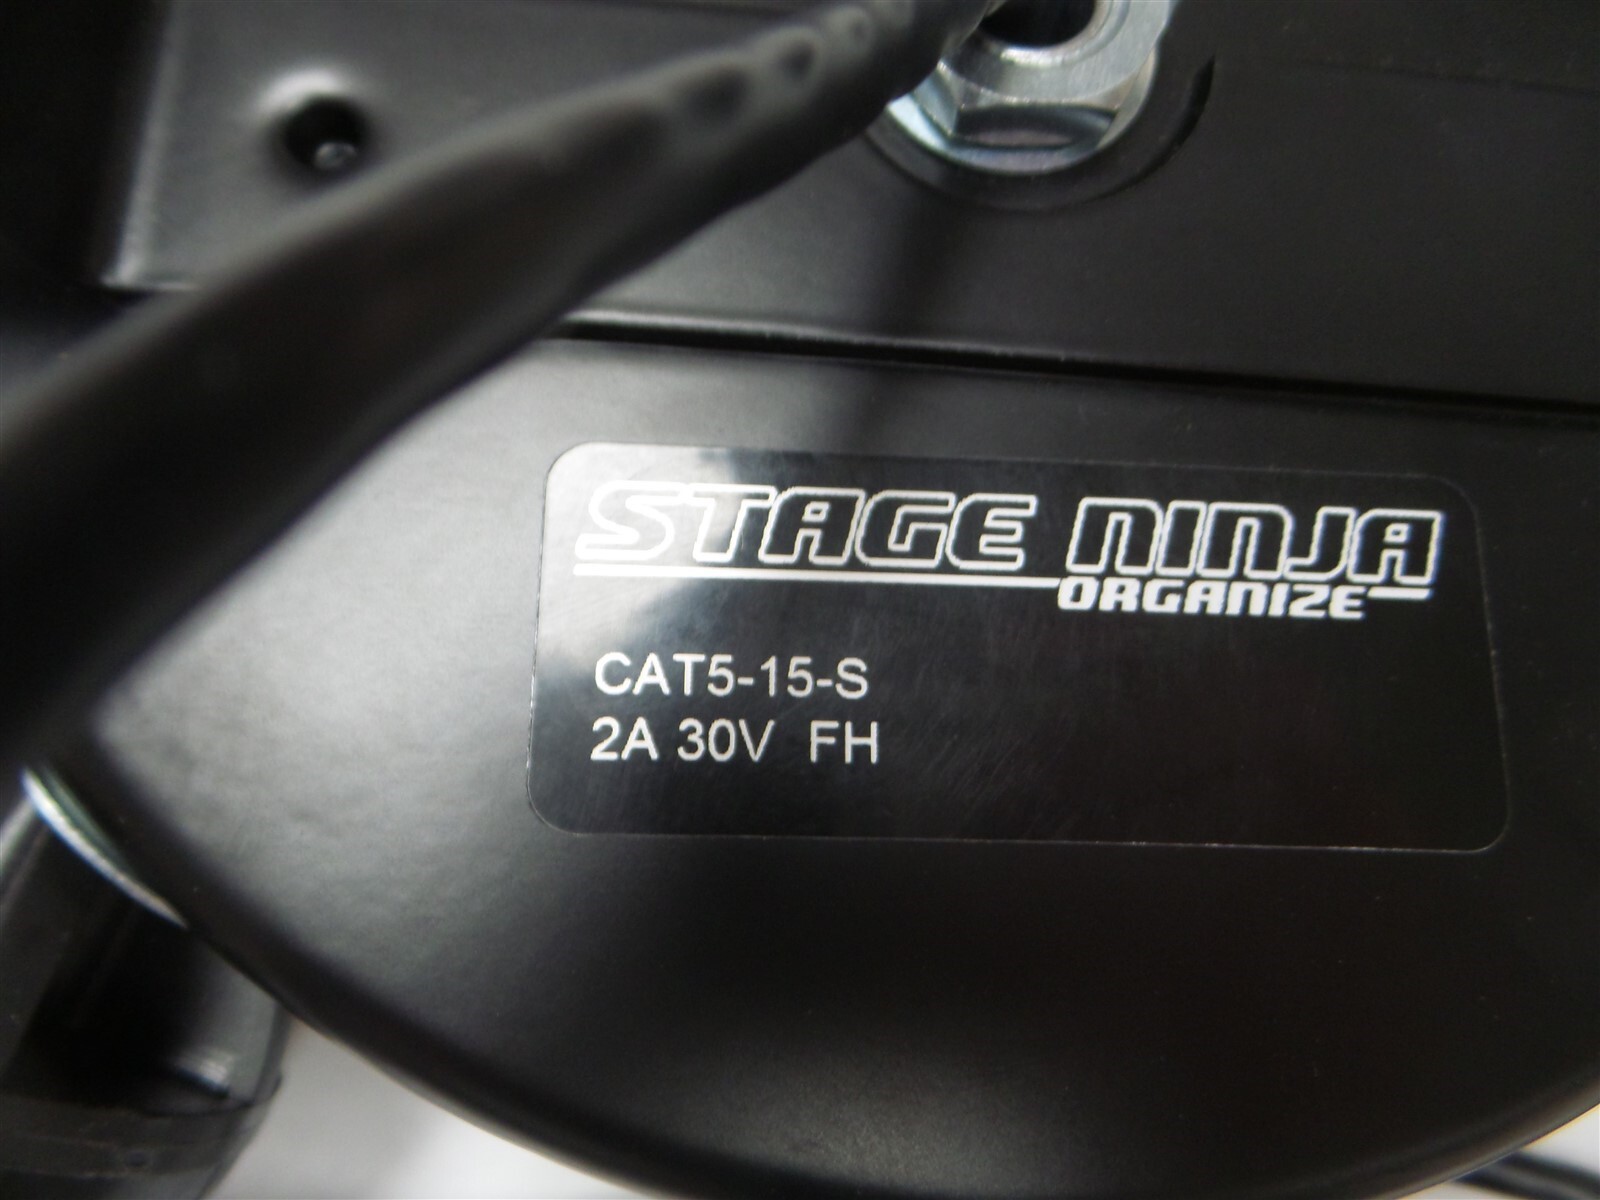 STAGE NINJA
ORGANIZE
CAT5-15-S
2A 30V FH